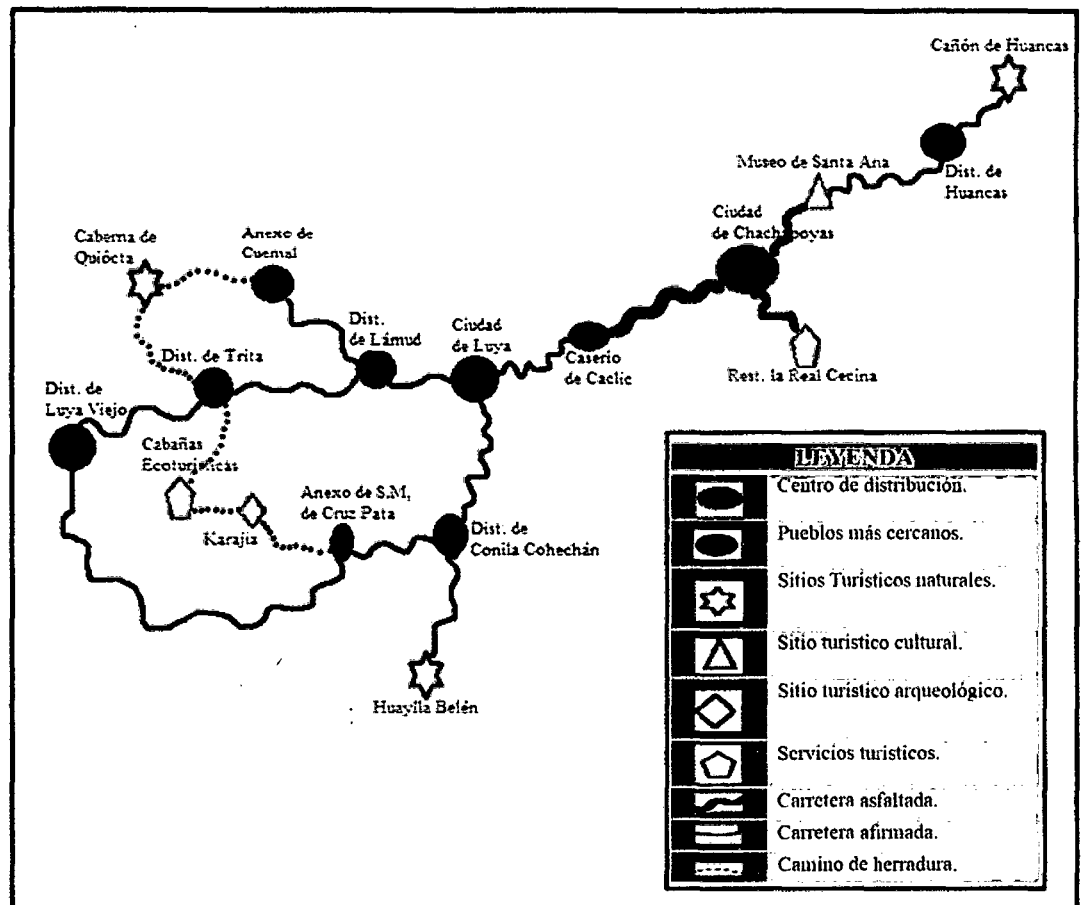 Cañón de Huancas
Museo de Santa Ana
Dist. de
Huancas
Ciudad
de Chachapoyas
Caberna de
Quiócta
Anexo de
Cuemal
Dist.
de Lámud
Ciudad
de Luya
Caserio
de Caclic
Rest. la Real Cecina
Dist. de Trita
Dist. de
Luya Viejo
Cabañas
Ecoturísticas
Karajia
Anexo de S.M,
de Cruz Pata
Dist. de
Conila Cohechán
Huaylla Belén
LEYENDA
Centro de distribución.
Pueblos más cercanos.
Sitios Turísticos naturales.
Sitio turístico cultural.
Sitio turístico arqueológico.
Servicios turisticos.
Carretera asfaltada.
Carretera afirmada.
Camino de herradura.